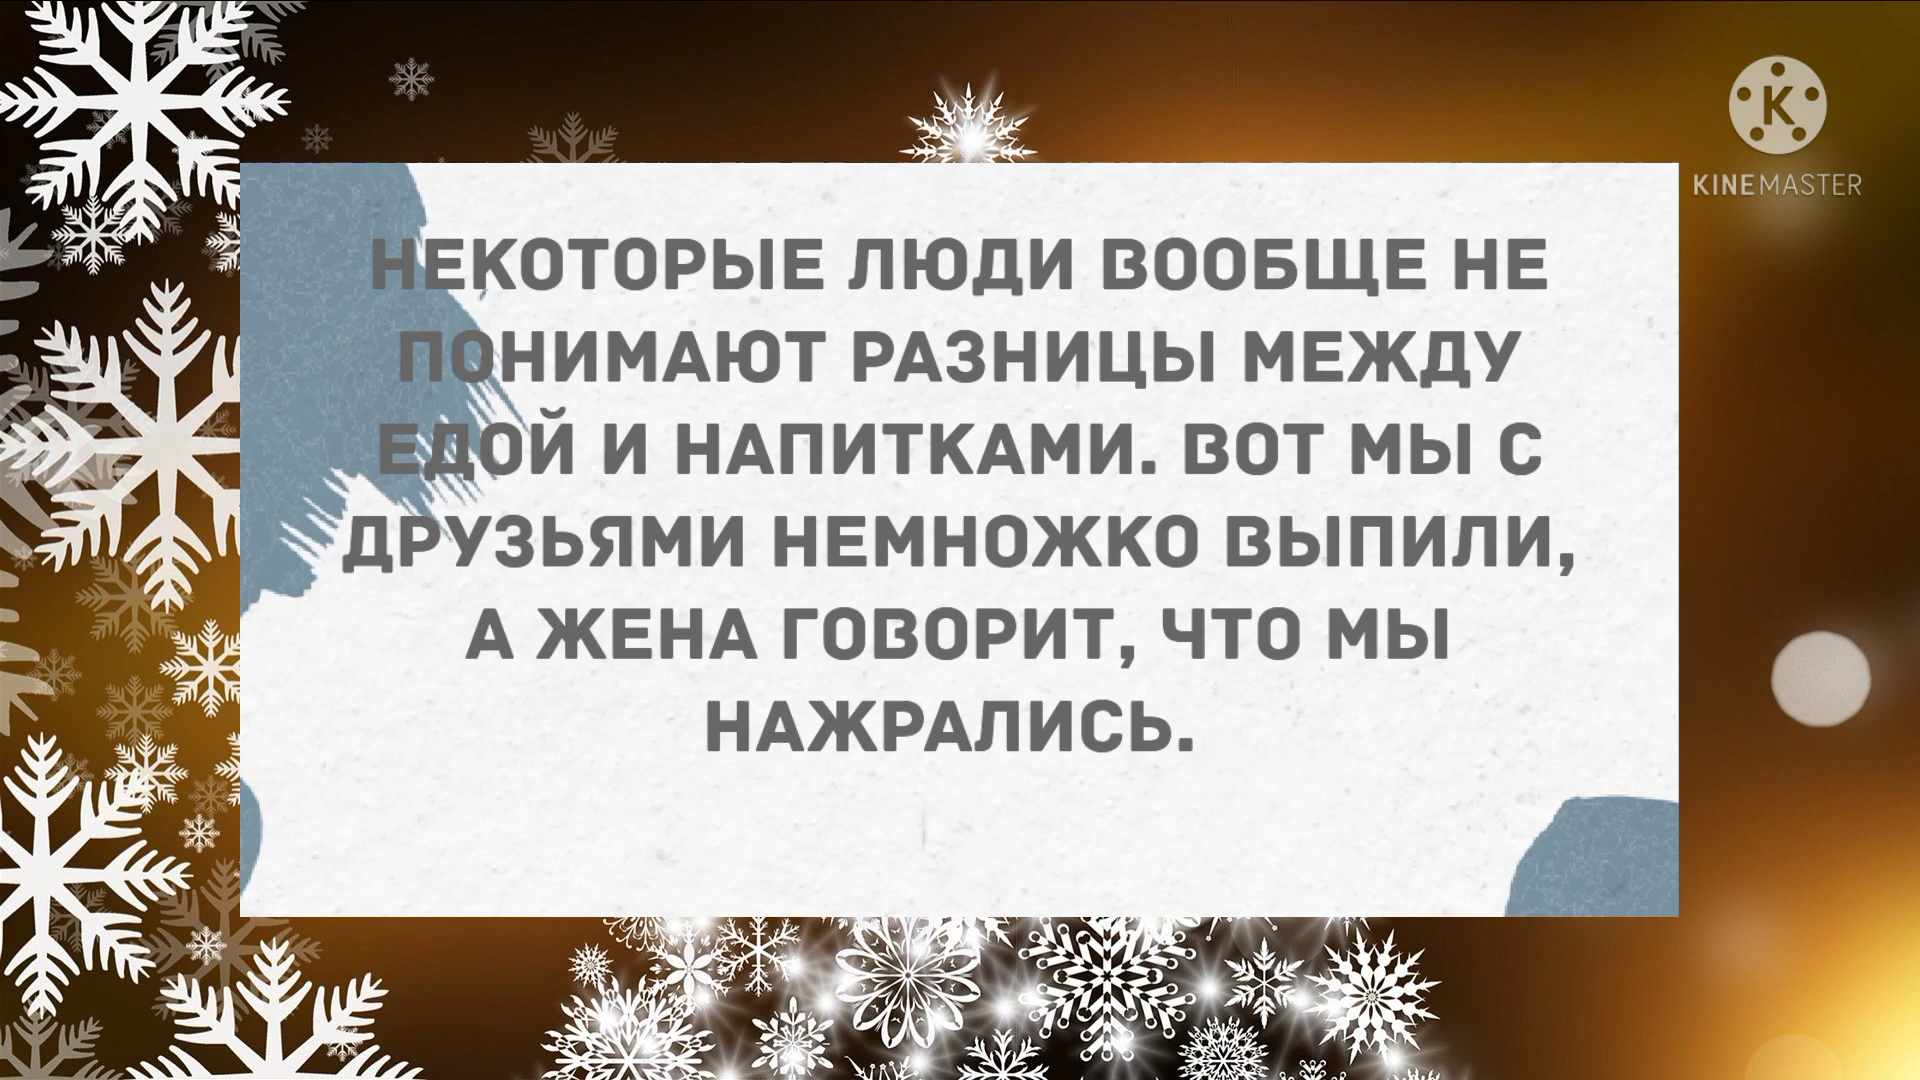 НЕКОТОРЫЕ ЛЮДИ ВООБЩЕ НЕ
ПОНИМАЮТ РАЗНИЦЫ МЕЖДУ
ЕДОЙ И НАПИТКАМИ. ВОТ МЫ С
ДРУЗЬЯМИ НЕМНОЖКО ВЫПИЛИ,
А ЖЕНА ГОВОРИТ, ЧТО МЫ
НАЖРАЛИСЬ.
K
KINEMASTER